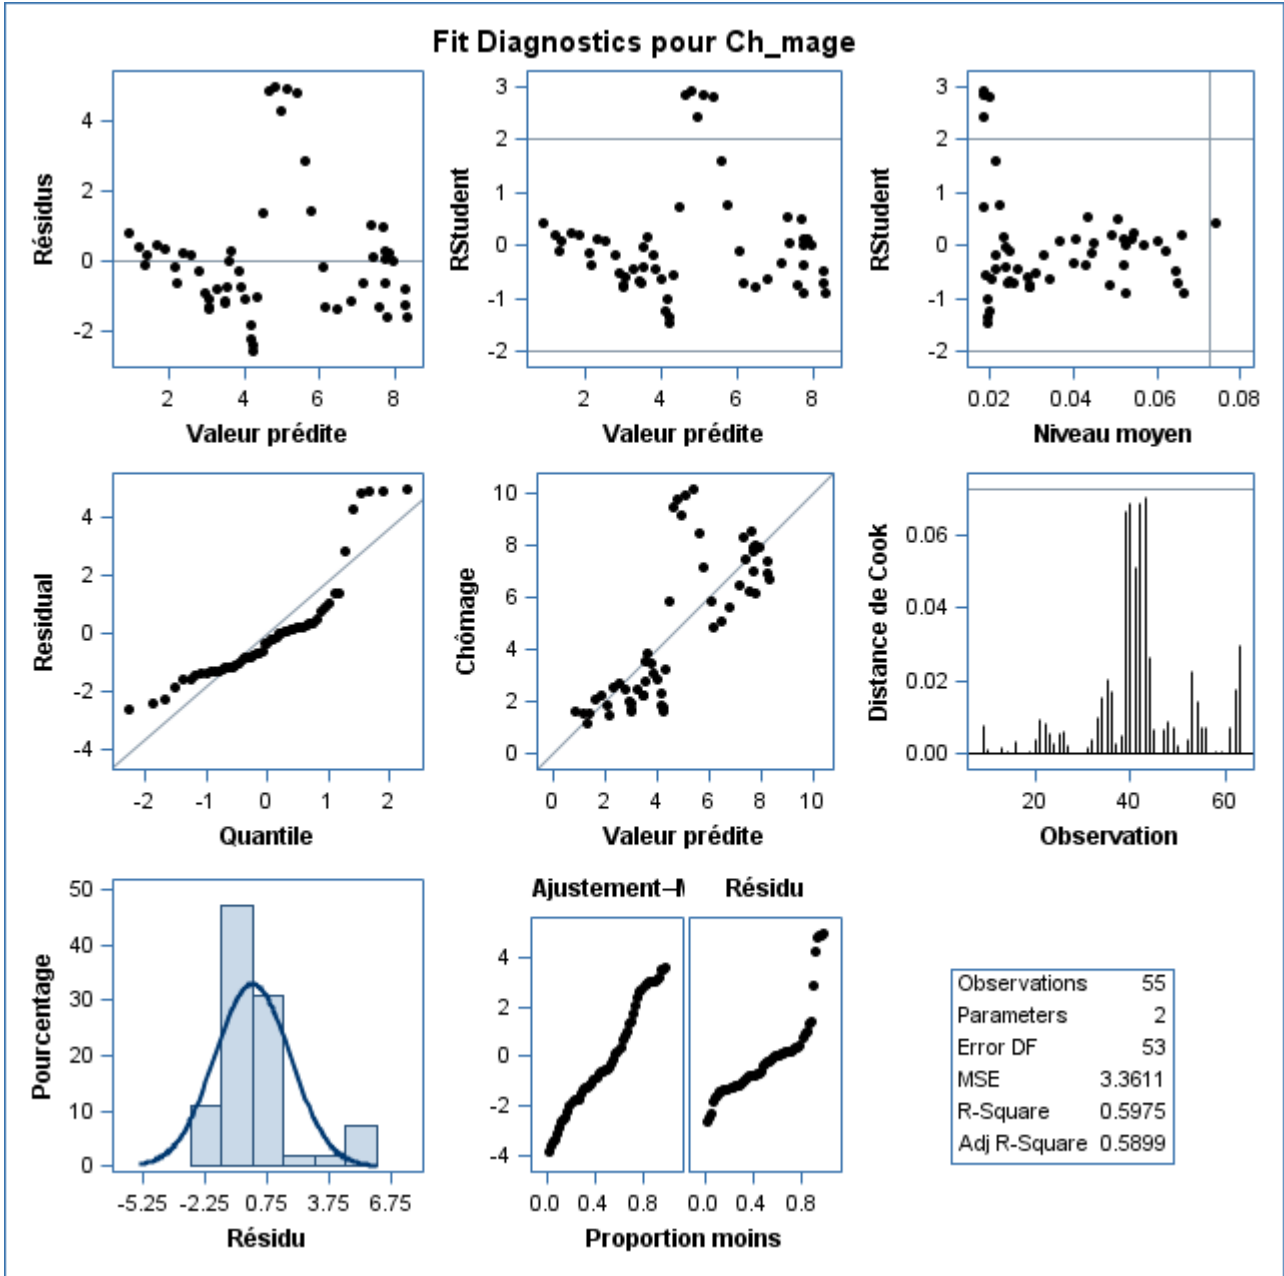 Fit Diagnostics pour Ch_mage
4
2
0
-2
Résidus
2 4 6 8
Valeur prédite
3
2
1
0
-1
-2
RStudent
2 4 6 8
Valeur prédite
3
2
1
0
-1
-2
RStudent
0.02 0.04 0.06 0.08
Niveau moyen
4
2
0
-2
-4
Residual
-2 -1 0 1 2
Quantile
10
8
6
4
2
0
Chômage
0 2 4 6 8 10
Valeur prédite
0.06
0.04
0.02
0.00
Distance de Cook
20 40 60
Observation
50
40
30
20
10
0
Pourcentage
-5.25 -2.25 0.75 3.75 6.75
Résidu
Ajustement–M Résidu
4
2
0
-2
-4
0.0 0.4 0.8 0.0 0.4 0.8
Proportion moins
Observations 55
Parameters 2
Error DF 53
MSE 3.3611
R-Square 0.5975
Adj R-Square 0.5899